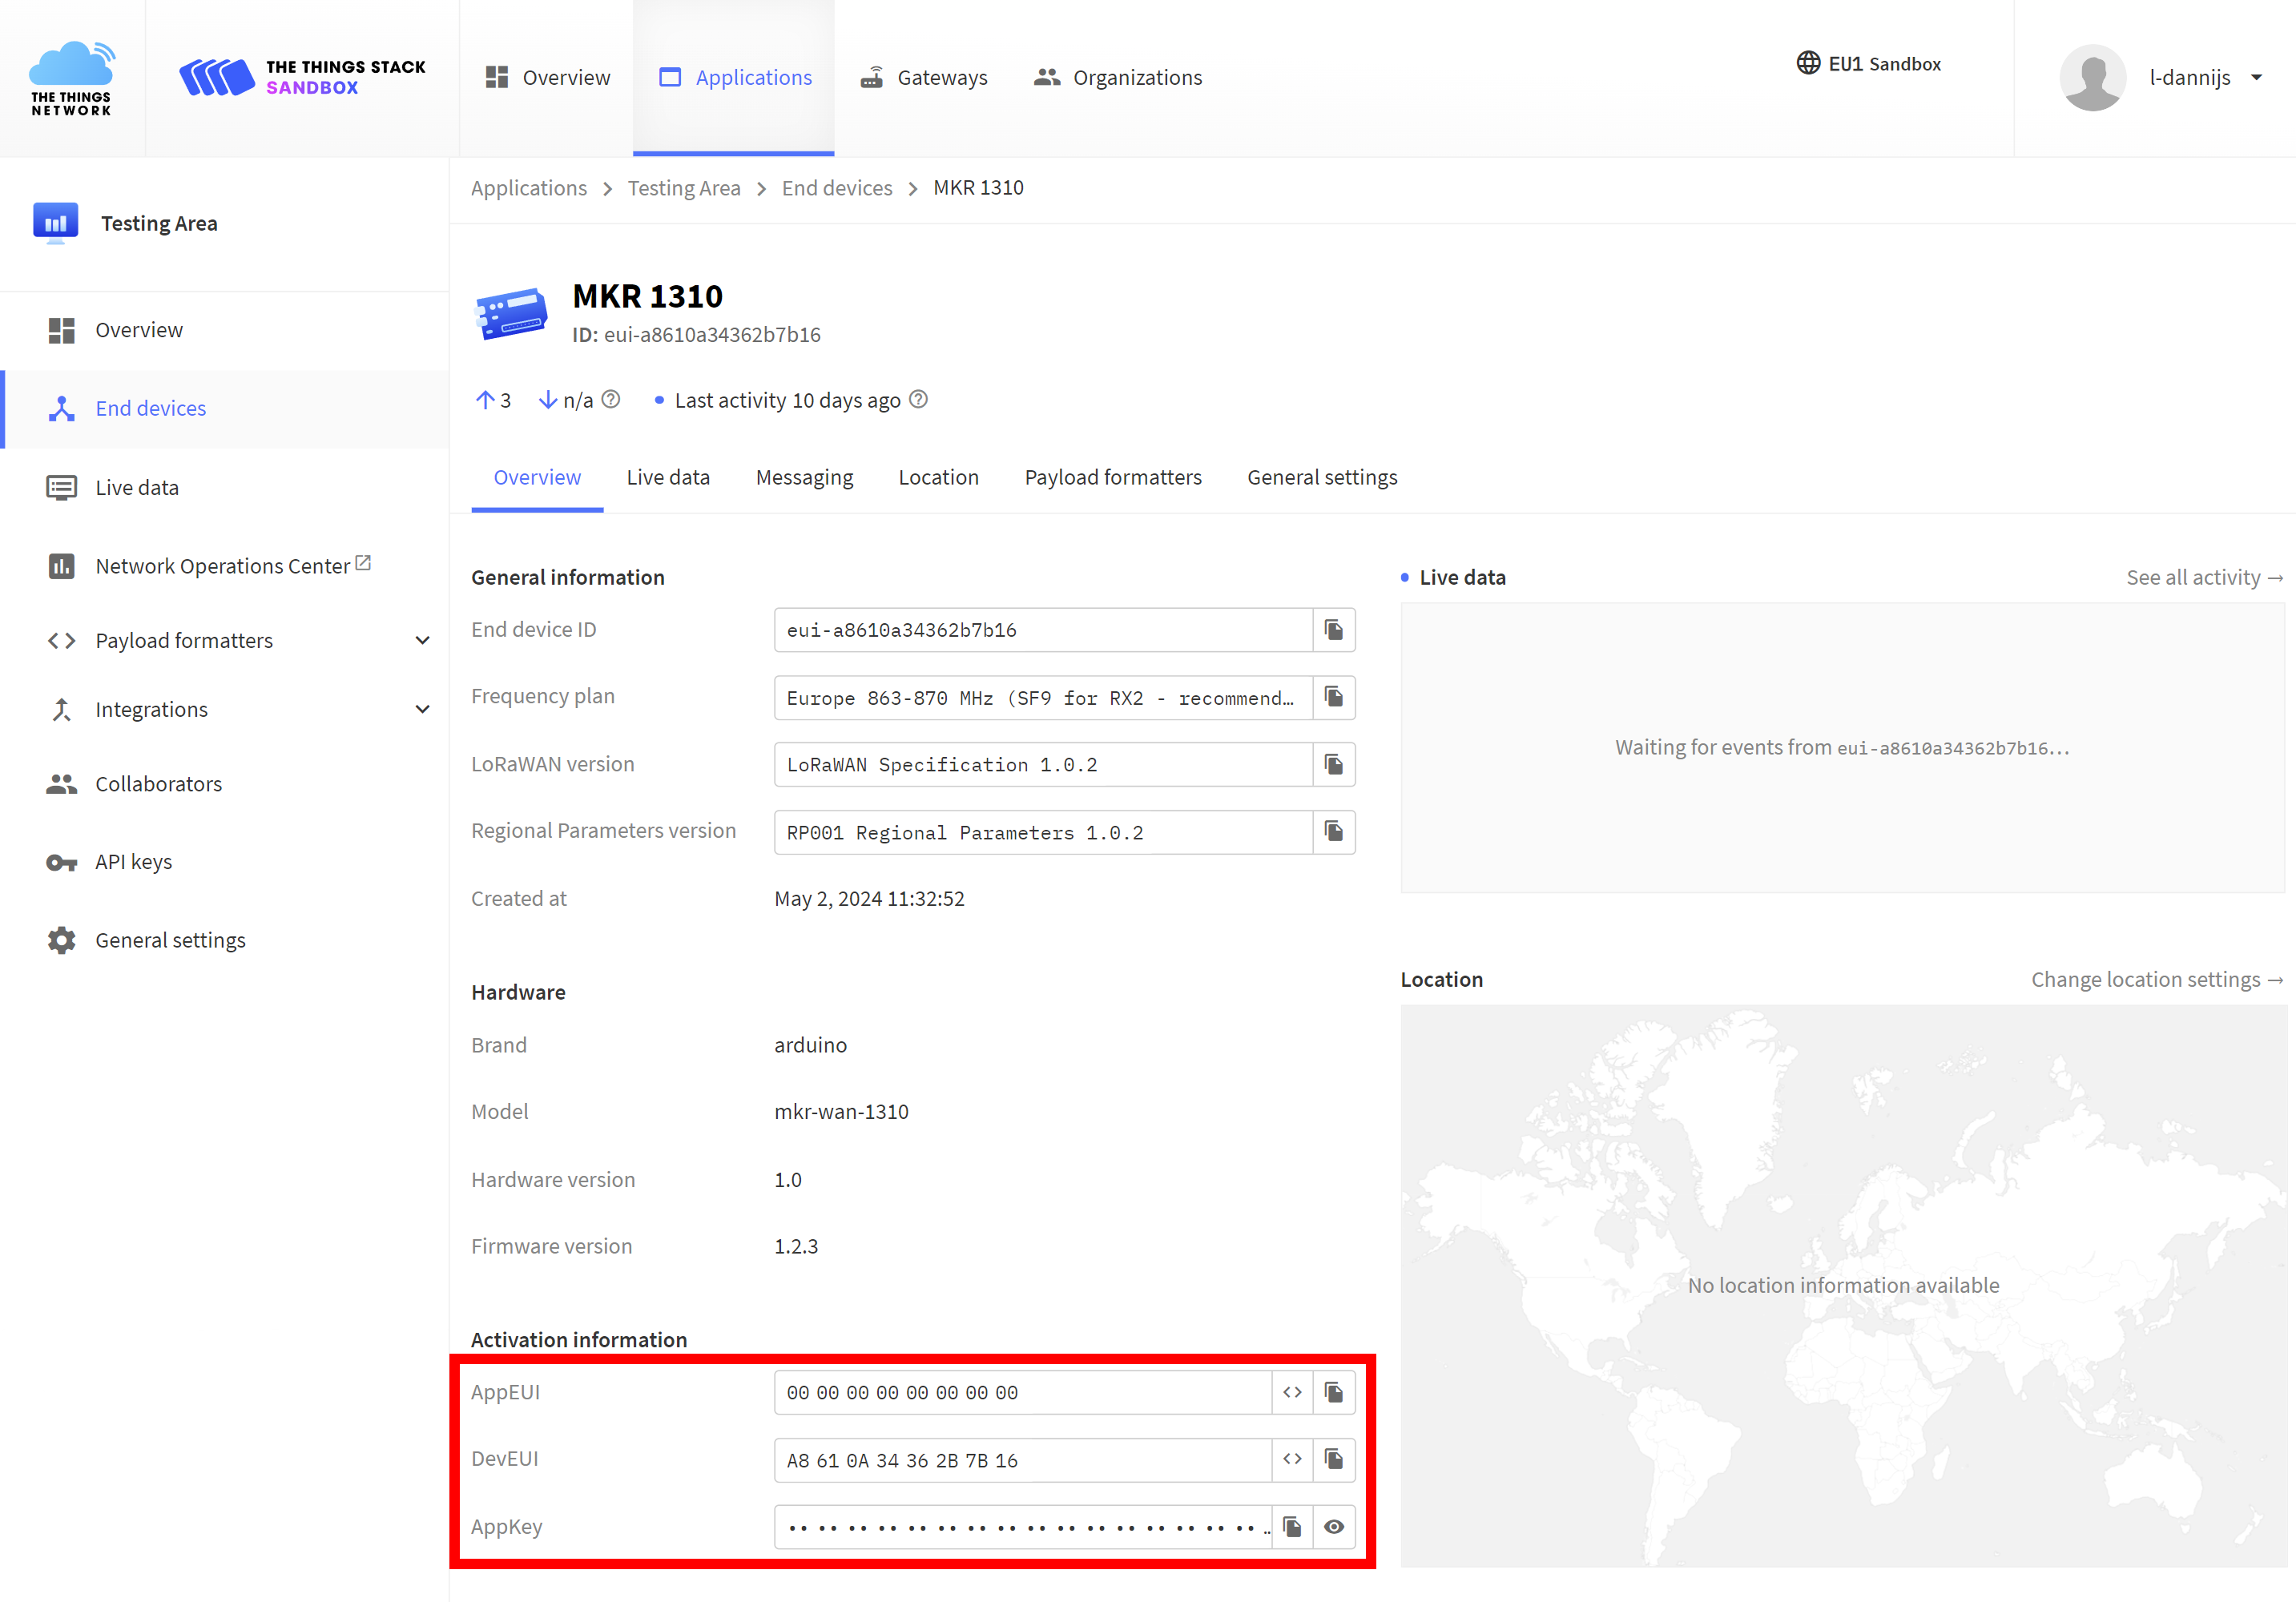 THE THINGS
NETWORK
THE THINGS STACK
SANDBOX
Overview
Applications
Gateways
Organizations
EU1 Sandbox
l-dannijs
Testing Area
Overview
End devices
Live data
Network Operations Center
Payload formatters
Integrations
Collaborators
API keys
General settings
Applications > Testing Area > End devices > MKR 1310
MKR 1310
ID: eui-a8610a34362b7b16
↑ 3 ↓ n/a ? • Last activity 10 days ago ?
Overview Live data Messaging Location Payload formatters General settings
General information
End device ID eui-a8610a34362b7b16
Frequency plan Europe 863-870 MHz (SF9 for RX2 - recommend…
LoRaWAN version LoRaWAN Specification 1.0.2
Regional Parameters version RP001 Regional Parameters 1.0.2
Created at May 2, 2024 11:32:52
Hardware
Brand arduino
Model mkr-wan-1310
Hardware version 1.0
Firmware version 1.2.3
Activation information
AppEUI 00 00 00 00 00 00 00 00 <>
DevEUI A8 61 0A 34 36 2B 7B 16 <>
AppKey •• •• •• •• •• •• •• •• •• •• •• •• •• •• •• •• …
• Live data See all activity →
Waiting for events from eui-a8610a34362b7b16…
Location Change location settings →
No location information available